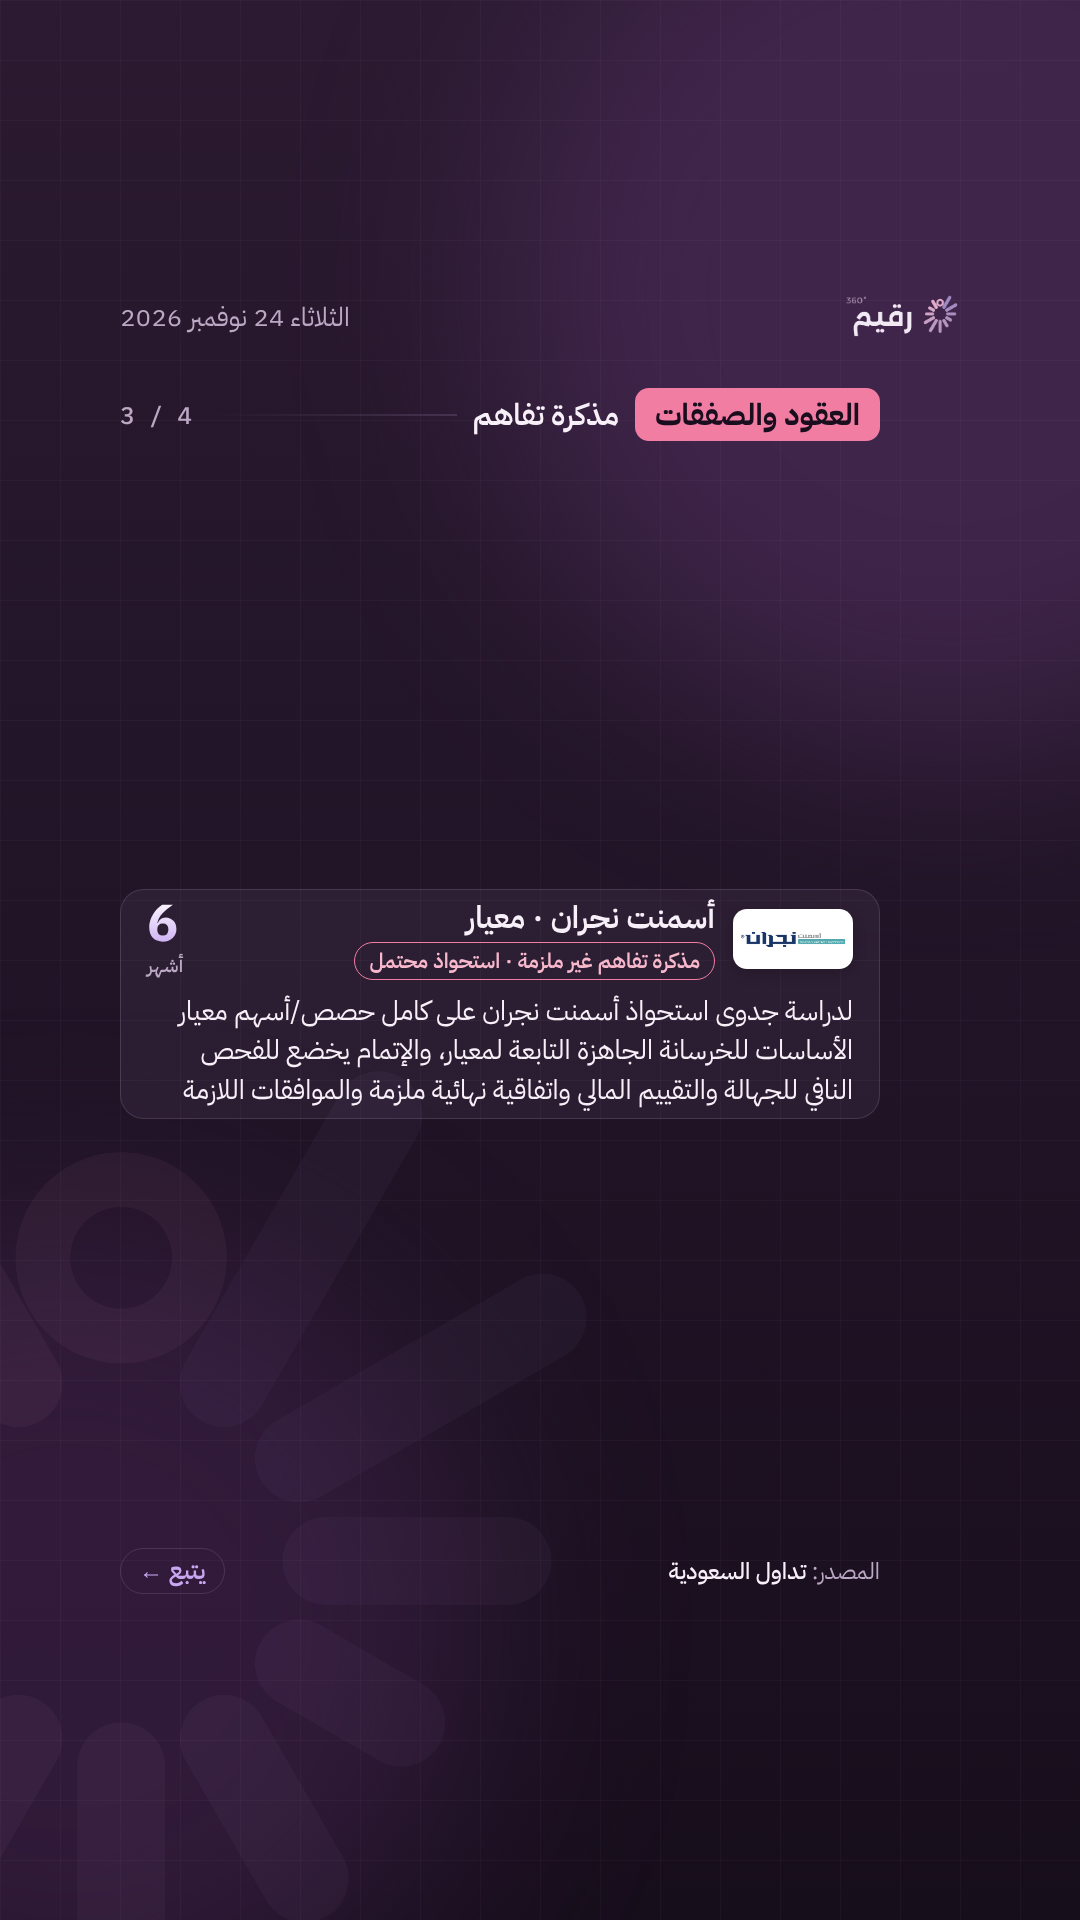 رقيم
360°
الثلاثاء 24 نوفمبر 2026
العقود والصفقات
مذكرة تفاهم
3 / 4
نجران
أسمنت نجران · معيار
مذكرة تفاهم غير ملزمة · استحواذ محتمل
6
أشهر
لدراسة جدوى استحواذ أسمنت نجران على كامل حصص/أسهم معيار
الأساسات للخرسانة الجاهزة التابعة لمعيار، والإتمام يخضع للفحص
النافي للجهالة والتقييم المالي واتفاقية نهائية ملزمة والموافقات اللازمة
المصدر: تداول السعودية
يتبع ←